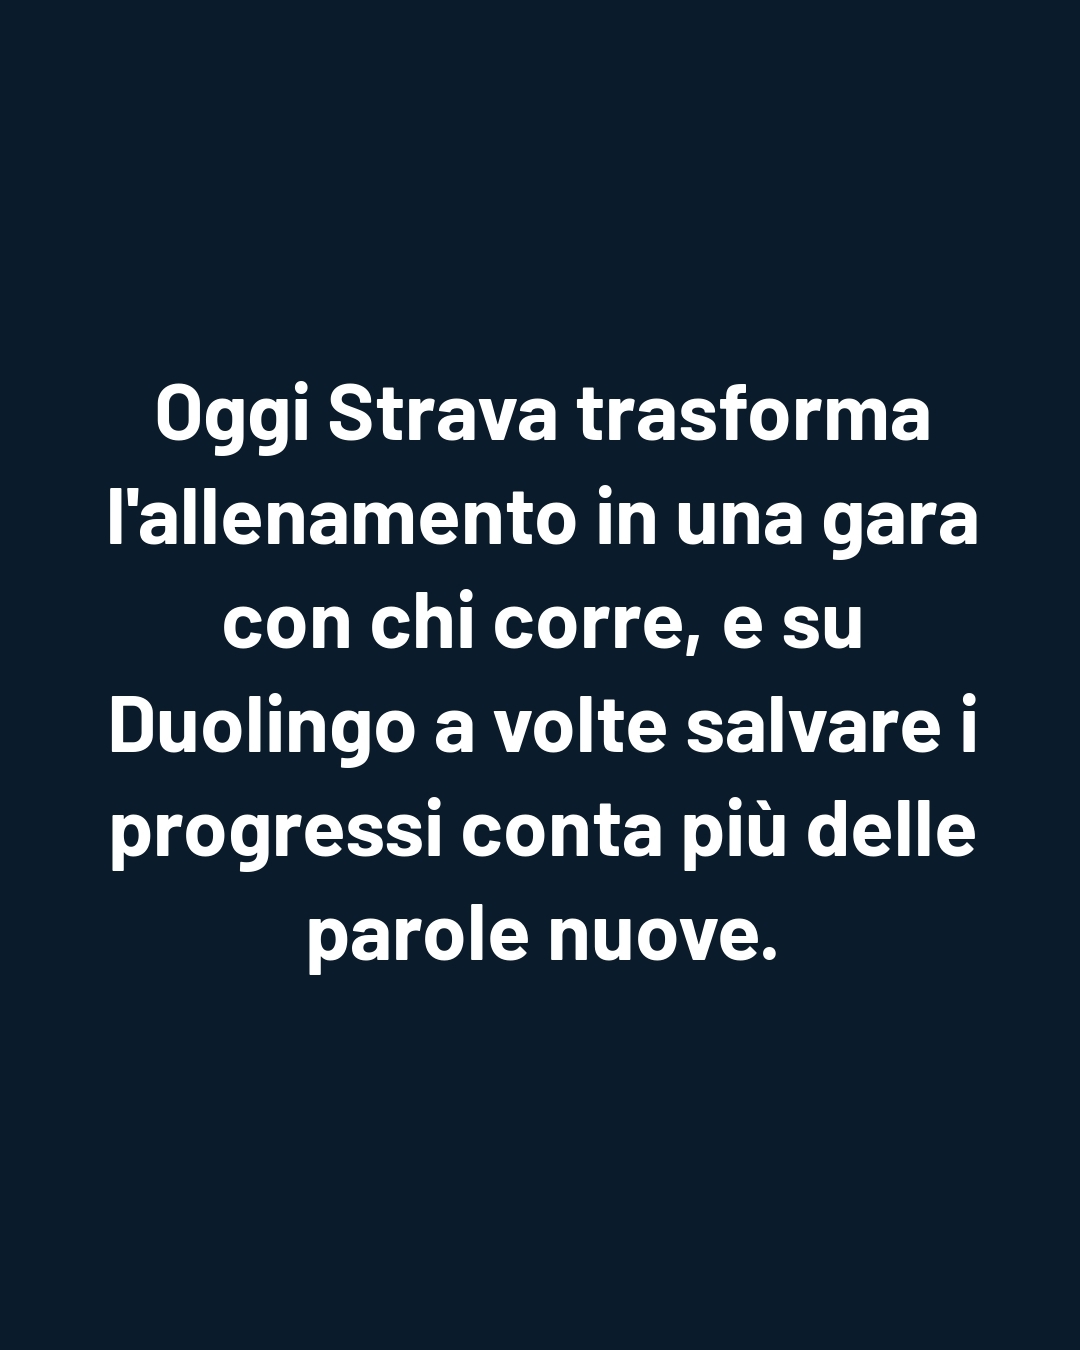 Oggi Strava trasforma
l'allenamento in una gara
con chi corre, e su
Duolingo a volte salvare i
progressi conta più delle
parole nuove.